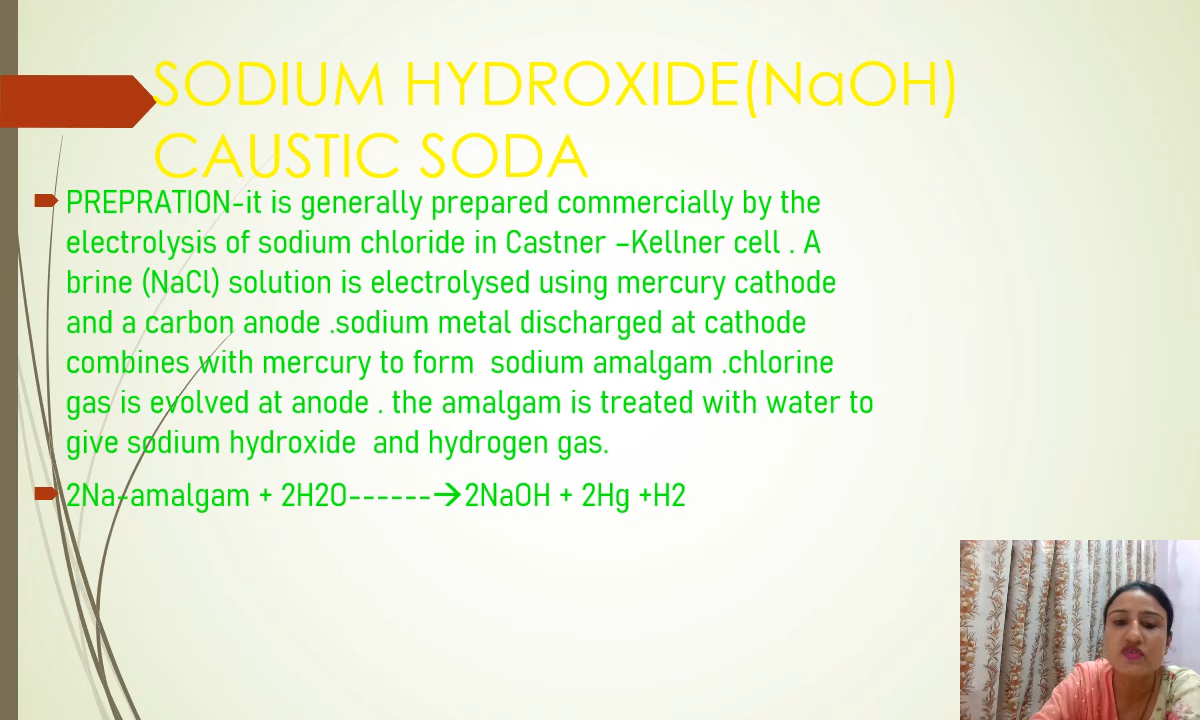 SODIUM HYDROXIDE(NaOH)
CAUSTIC SODA
PREPRATION-it is generally prepared commercially by the
electrolysis of sodium chloride in Castner –Kellner cell . A
brine (NaCl) solution is electrolysed using mercury cathode
and a carbon anode .sodium metal discharged at cathode
combines with mercury to form  sodium amalgam .chlorine
gas is evolved at anode . the amalgam is treated with water to
give sodium hydroxide  and hydrogen gas.
2Na-amalgam + 2H2O------→2NaOH + 2Hg +H2